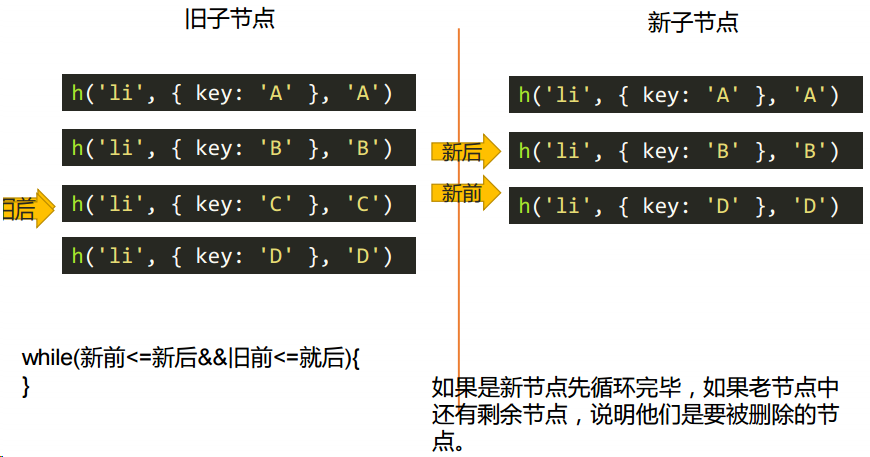 旧子节点
新子节点
h('li', { key: 'A' }, 'A')
h('li', { key: 'B' }, 'B')
h('li', { key: 'C' }, 'C')
h('li', { key: 'D' }, 'D')
旧后
h('li', { key: 'A' }, 'A')
h('li', { key: 'B' }, 'B')
h('li', { key: 'D' }, 'D')
新后
新前
while(新前<=新后&&旧前<=就后){
}
如果是新节点先循环完毕，如果老节点中
还有剩余节点，说明他们是要被删除的节
点。